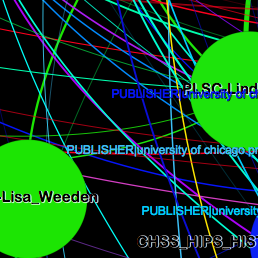 PLSC-Lind
PUBLISHER|university of c
PUBLISHER|university of chicago pr
-Lisa_Weeden
PUBLISHER|university
CHSS_HIPS_HIS